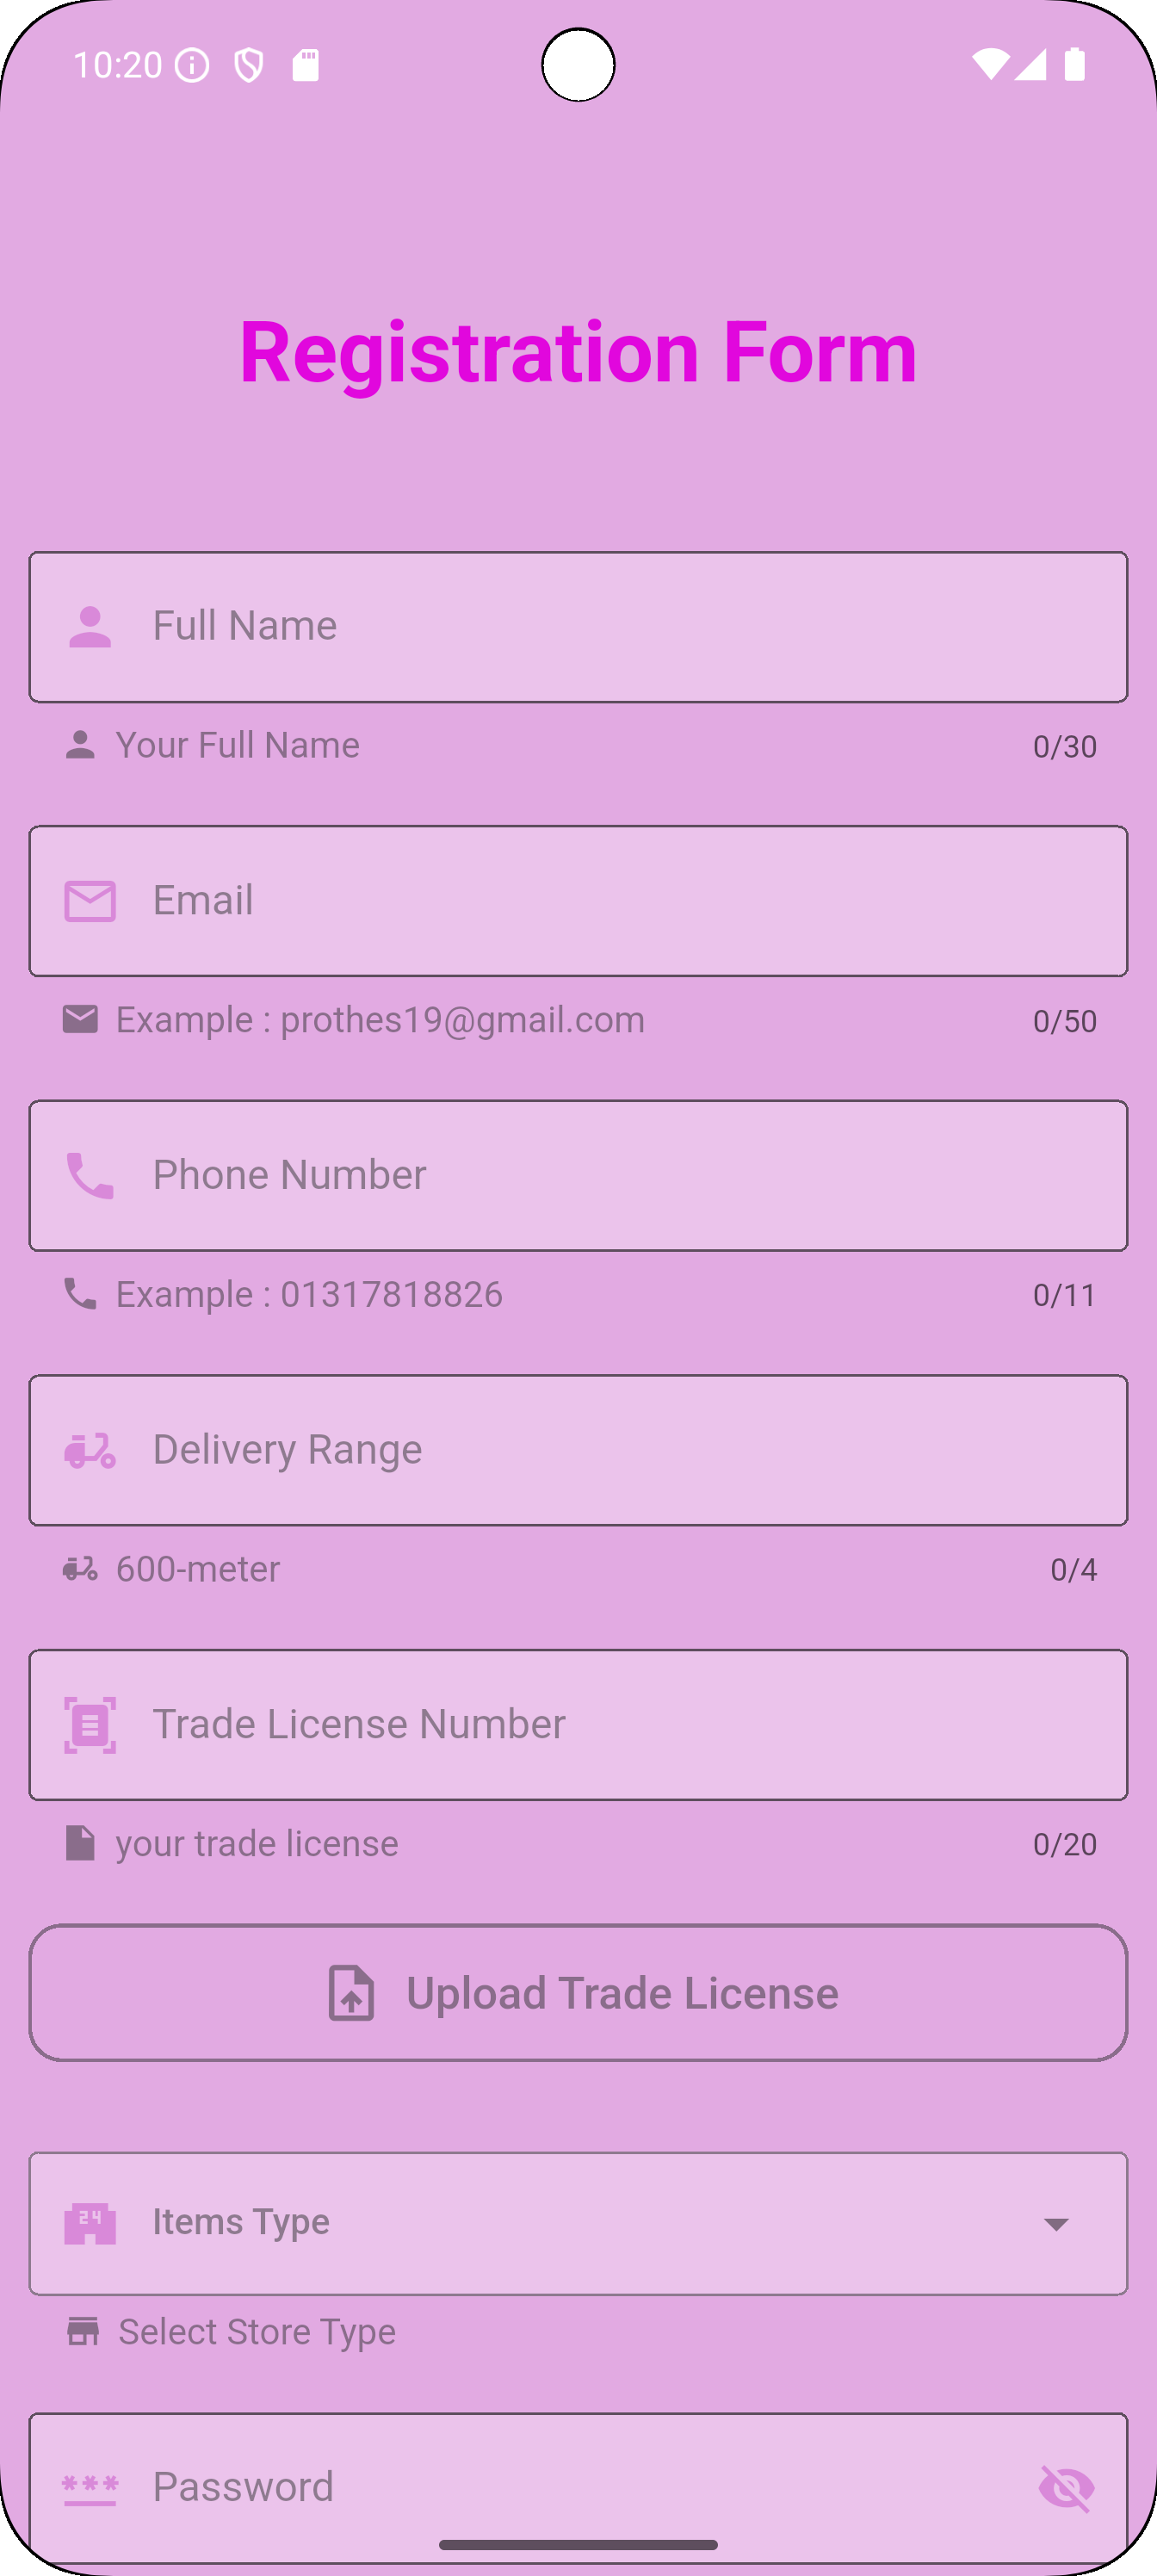 10:20
Registration Form
Full Name
Your Full Name 0/30
Email
Example : prothes19@gmail.com 0/50
Phone Number
Example : 01317818826 0/11
Delivery Range
600-meter 0/4
Trade License Number
your trade license 0/20
Upload Trade License
24 Items Type
Select Store Type
*** Password